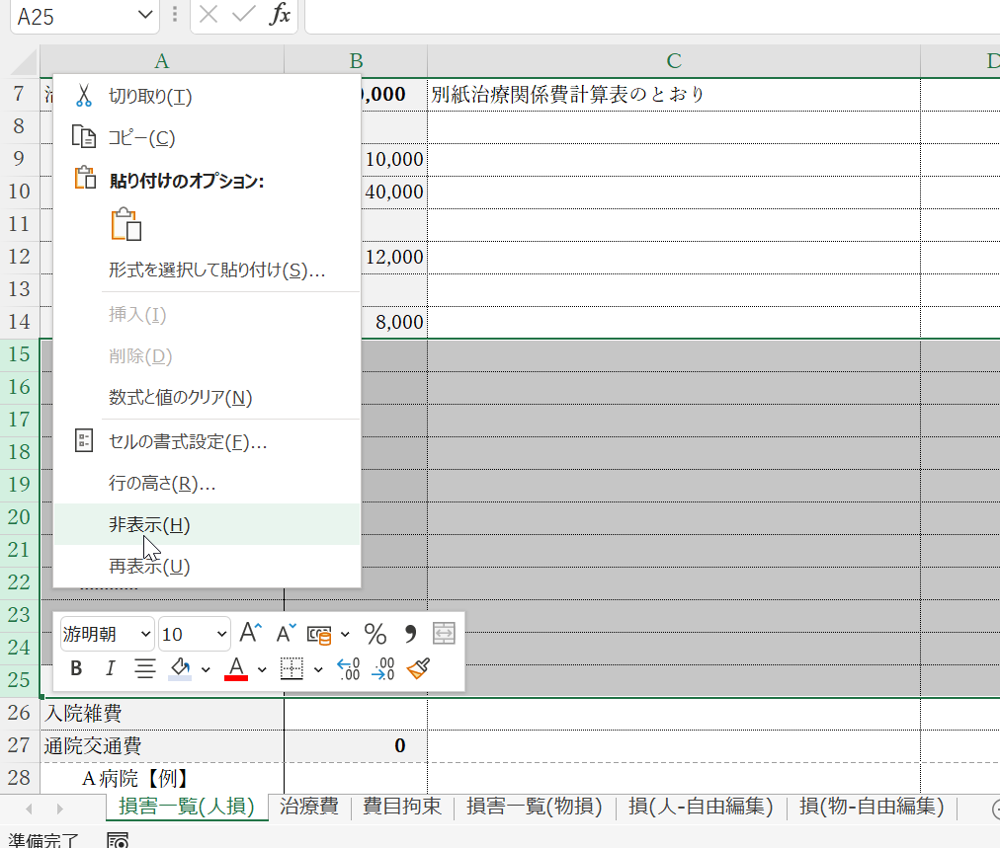 A25
fx
A B C D
7 ,000 別紙治療関係費計算表のとおり
8
9 10,000
10 40,000
11
12 12,000
13
14 8,000
15
16
17
18
19
20
21
22
23
24
25
26 入院雑費
27 通院交通費 0
28 A病院【例】
切り取り(T)
コピー(C)
貼り付けのオプション:
形式を選択して貼り付け(S)...
挿入(I)
削除(D)
数式と値のクリア(N)
セルの書式設定(F)...
行の高さ(R)...
非表示(H)
再表示(U)
游明朝 10 A A % ,
B I A .00 .00
損害一覧(人損) 治療費 費目拘束 損害一覧(物損) 損(人-自由編集) 損(物-自由編集)
準備完了